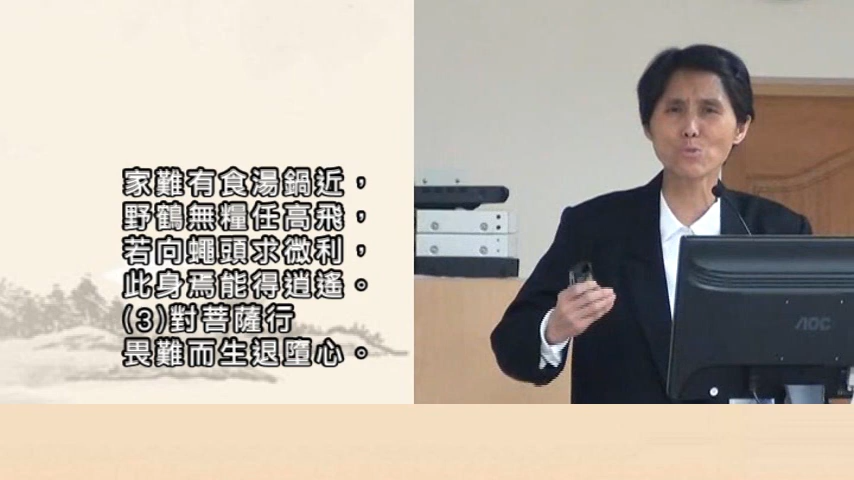 家難有食湯鍋近，
野鶴無糧任高飛，
若向蠅頭求微利，
此身焉能得逍遙。
(3)對菩薩行
畏難而生退墮心。
AOC